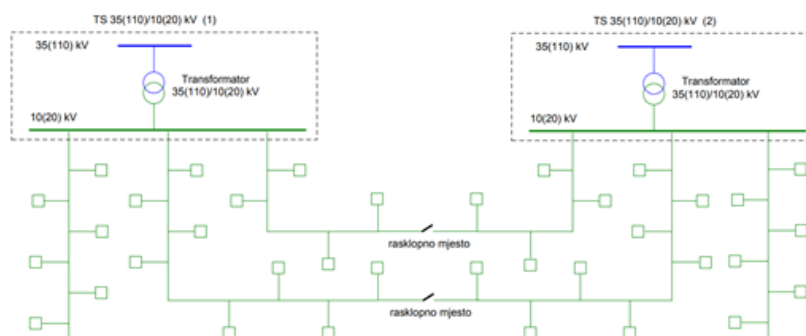 TS 35(110)/10(20) kV (1)
35(110) kV
Transformator
35(110)/10(20) kV
10(20) kV
TS 35(110)/10(20) kV (2)
35(110) kV
Transformator
35(110)/10(20) kV
10(20) kV
rasklopno mjesto
rasklopno mjesto